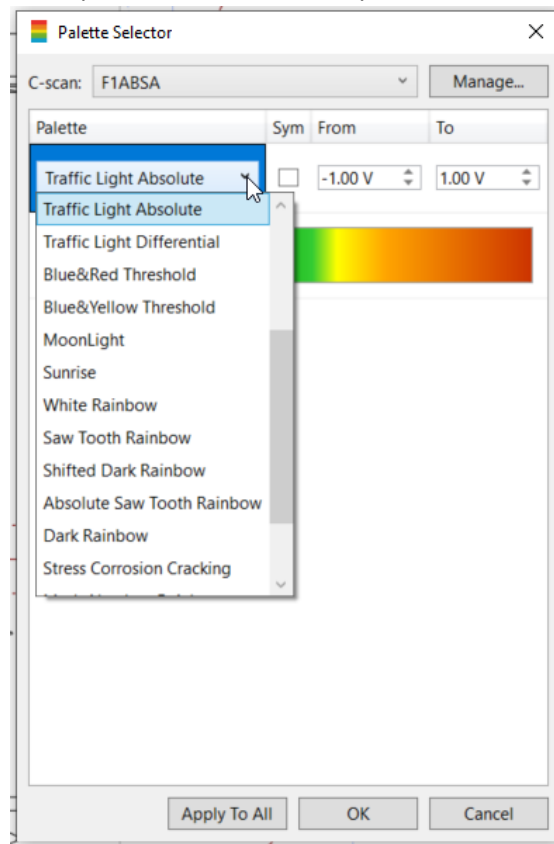 Palette Selector
C-scan: F1ABSA Manage...
Palette Sym From To
Traffic Light Absolute -1.00 V 1.00 V
Traffic Light Absolute
Traffic Light Differential
Blue&Red Threshold
Blue&Yellow Threshold
MoonLight
Sunrise
White Rainbow
Saw Tooth Rainbow
Shifted Dark Rainbow
Absolute Saw Tooth Rainbow
Dark Rainbow
Stress Corrosion Cracking
Apply To All OK Cancel